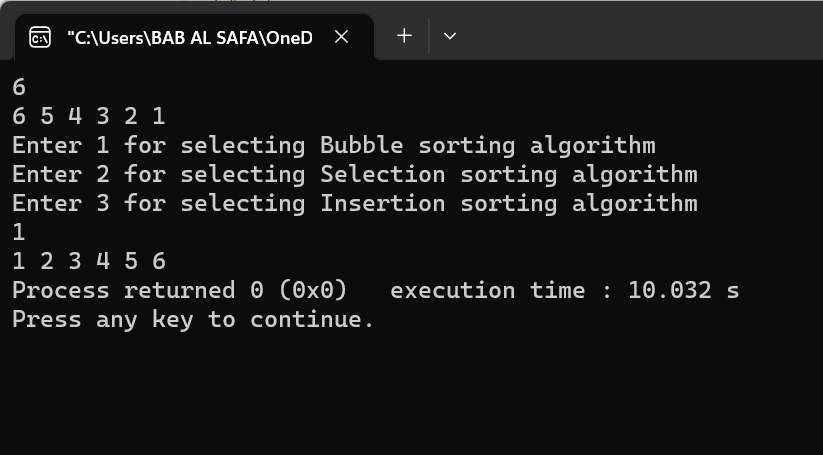 "C:\Users\BAB AL SAFA\OneD
6
6 5 4 3 2 1
Enter 1 for selecting Bubble sorting algorithm
Enter 2 for selecting Selection sorting algorithm
Enter 3 for selecting Insertion sorting algorithm
1
1 2 3 4 5 6
Process returned 0 (0x0)   execution time : 10.032 s
Press any key to continue.